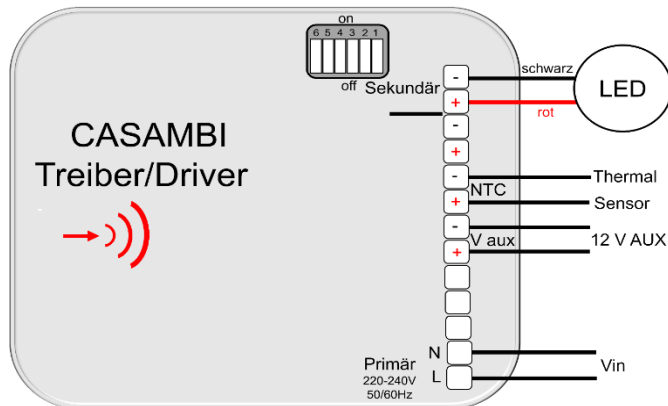 on
6 5 4 3 2 1
off
Sekundär
CASAMBI
Treiber/Driver
-
+
-
+
-
+
-
+
schwarz
rot
LED
NTC
Thermal
Sensor
V aux
12 V AUX
Primär
220-240V
50/60Hz
N
L
Vin